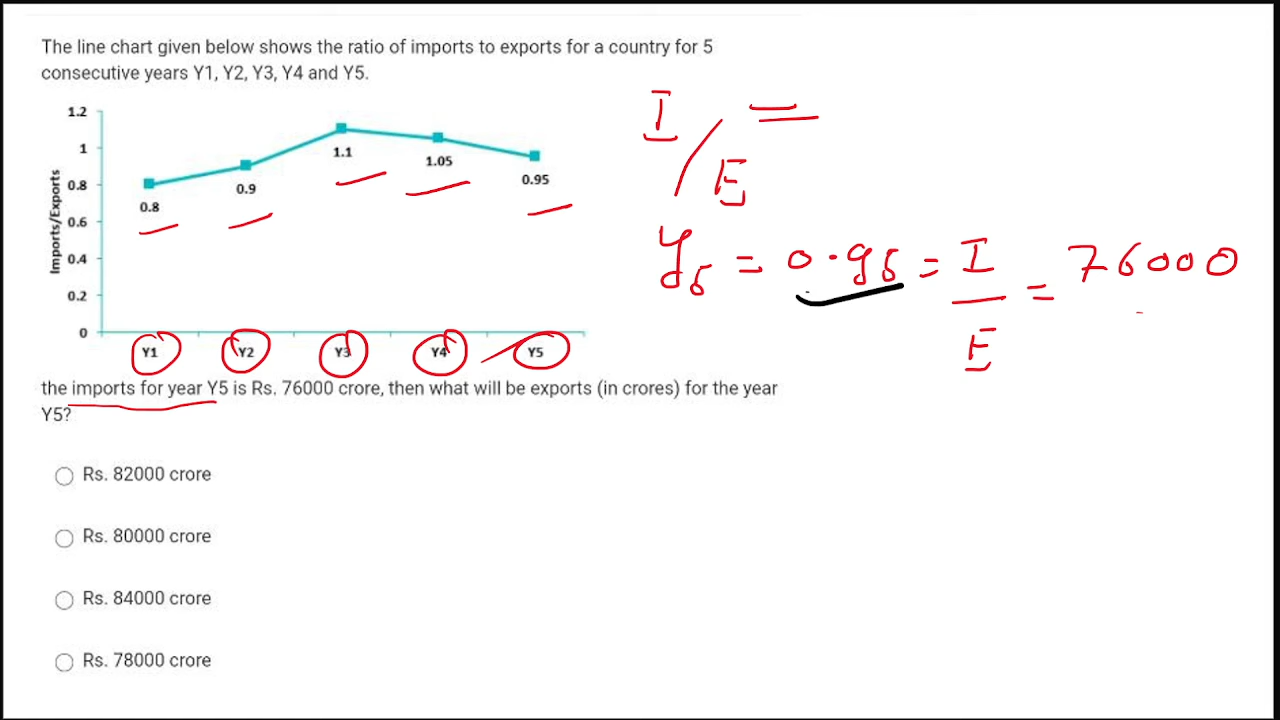 The line chart given below shows the ratio of imports to exports for a country for 5
consecutive years Y1, Y2, Y3, Y4 and Y5.
1.2
1
0.8
0.6
0.4
0.2
0
Imports/Exports
0.8
0.9
1.1
1.05
0.95
Y1
Y2
Y3
Y4
Y5
I / E
y5 = 0.95 = I / E = 76000
the imports for year Y5 is Rs. 76000 crore, then what will be exports (in crores) for the year
Y5?
Rs. 82000 crore
Rs. 80000 crore
Rs. 84000 crore
Rs. 78000 crore